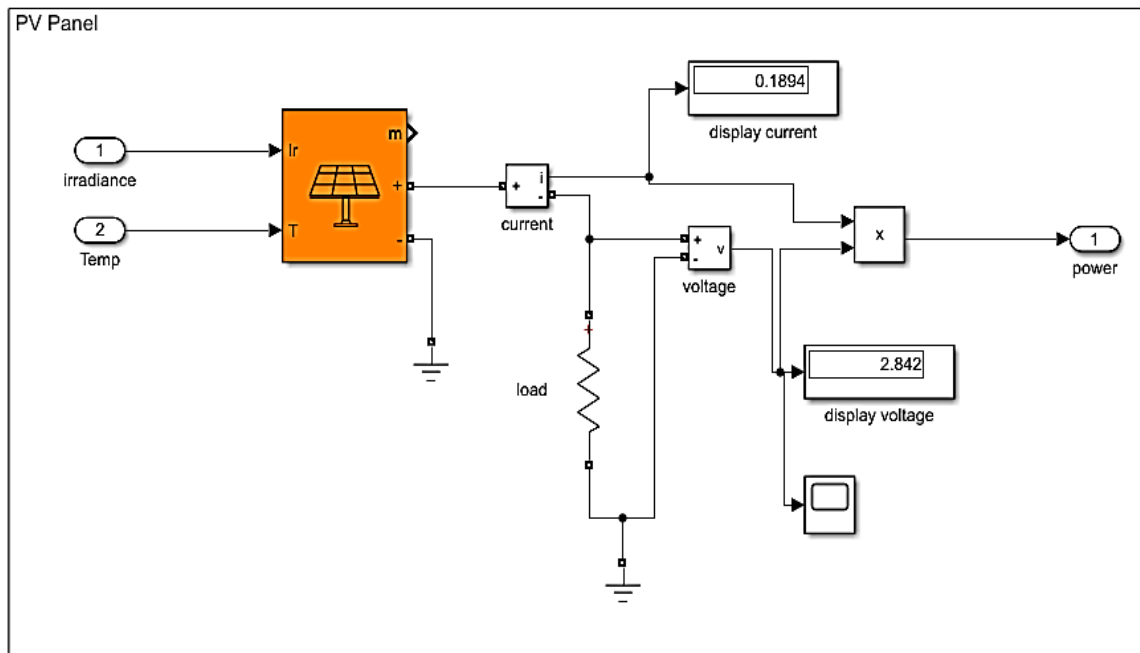 PV Panel
0.1894
display current
m
1
Ir
irradiance
+
+
i
-
current
2
T
Temp
-
+
-
v
voltage
x
1
power
+
load
2.842
display voltage